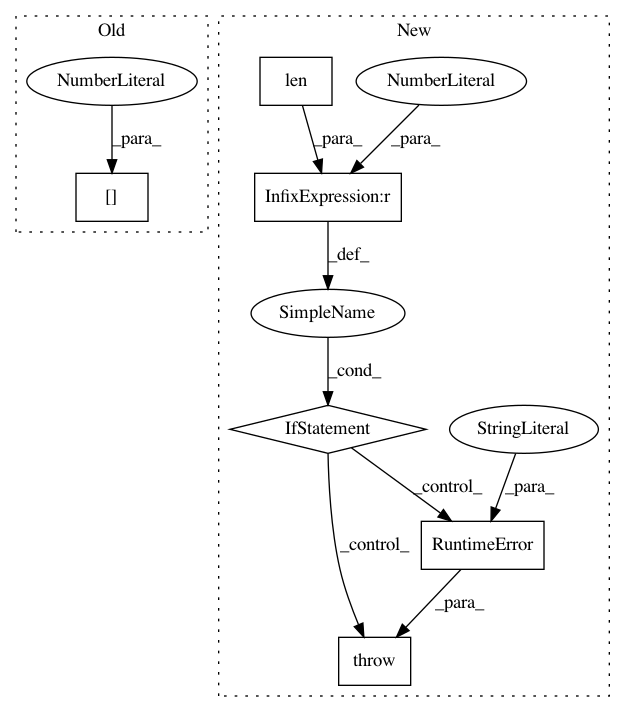 Old
New
NumberLiteral
len
NumberLiteral
_para_
_para_
_para_
[]
InfixExpression:r
_def_
SimpleName
_cond_
IfStatement
StringLiteral
_control_
_para_
_control_
RuntimeError
_para_
throw